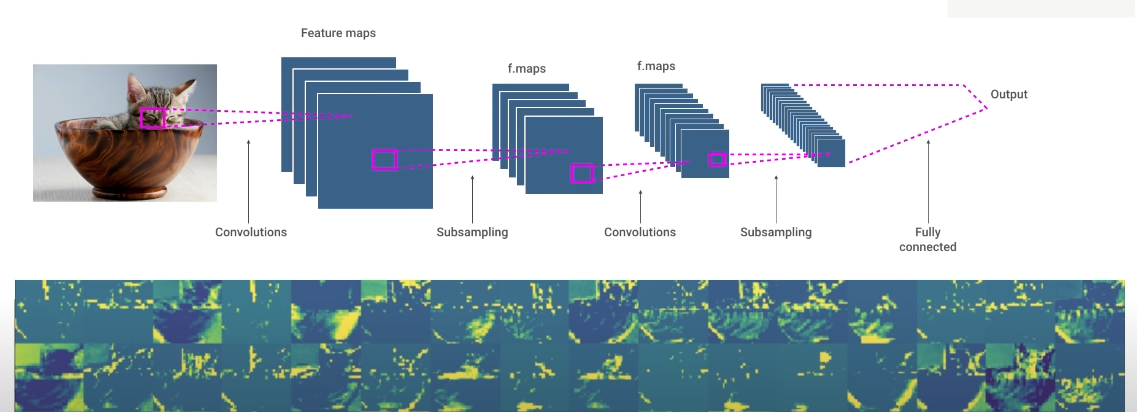 Feature maps
f.maps
f.maps
Output
Convolutions
Subsampling
Convolutions
Subsampling
Fully
connected